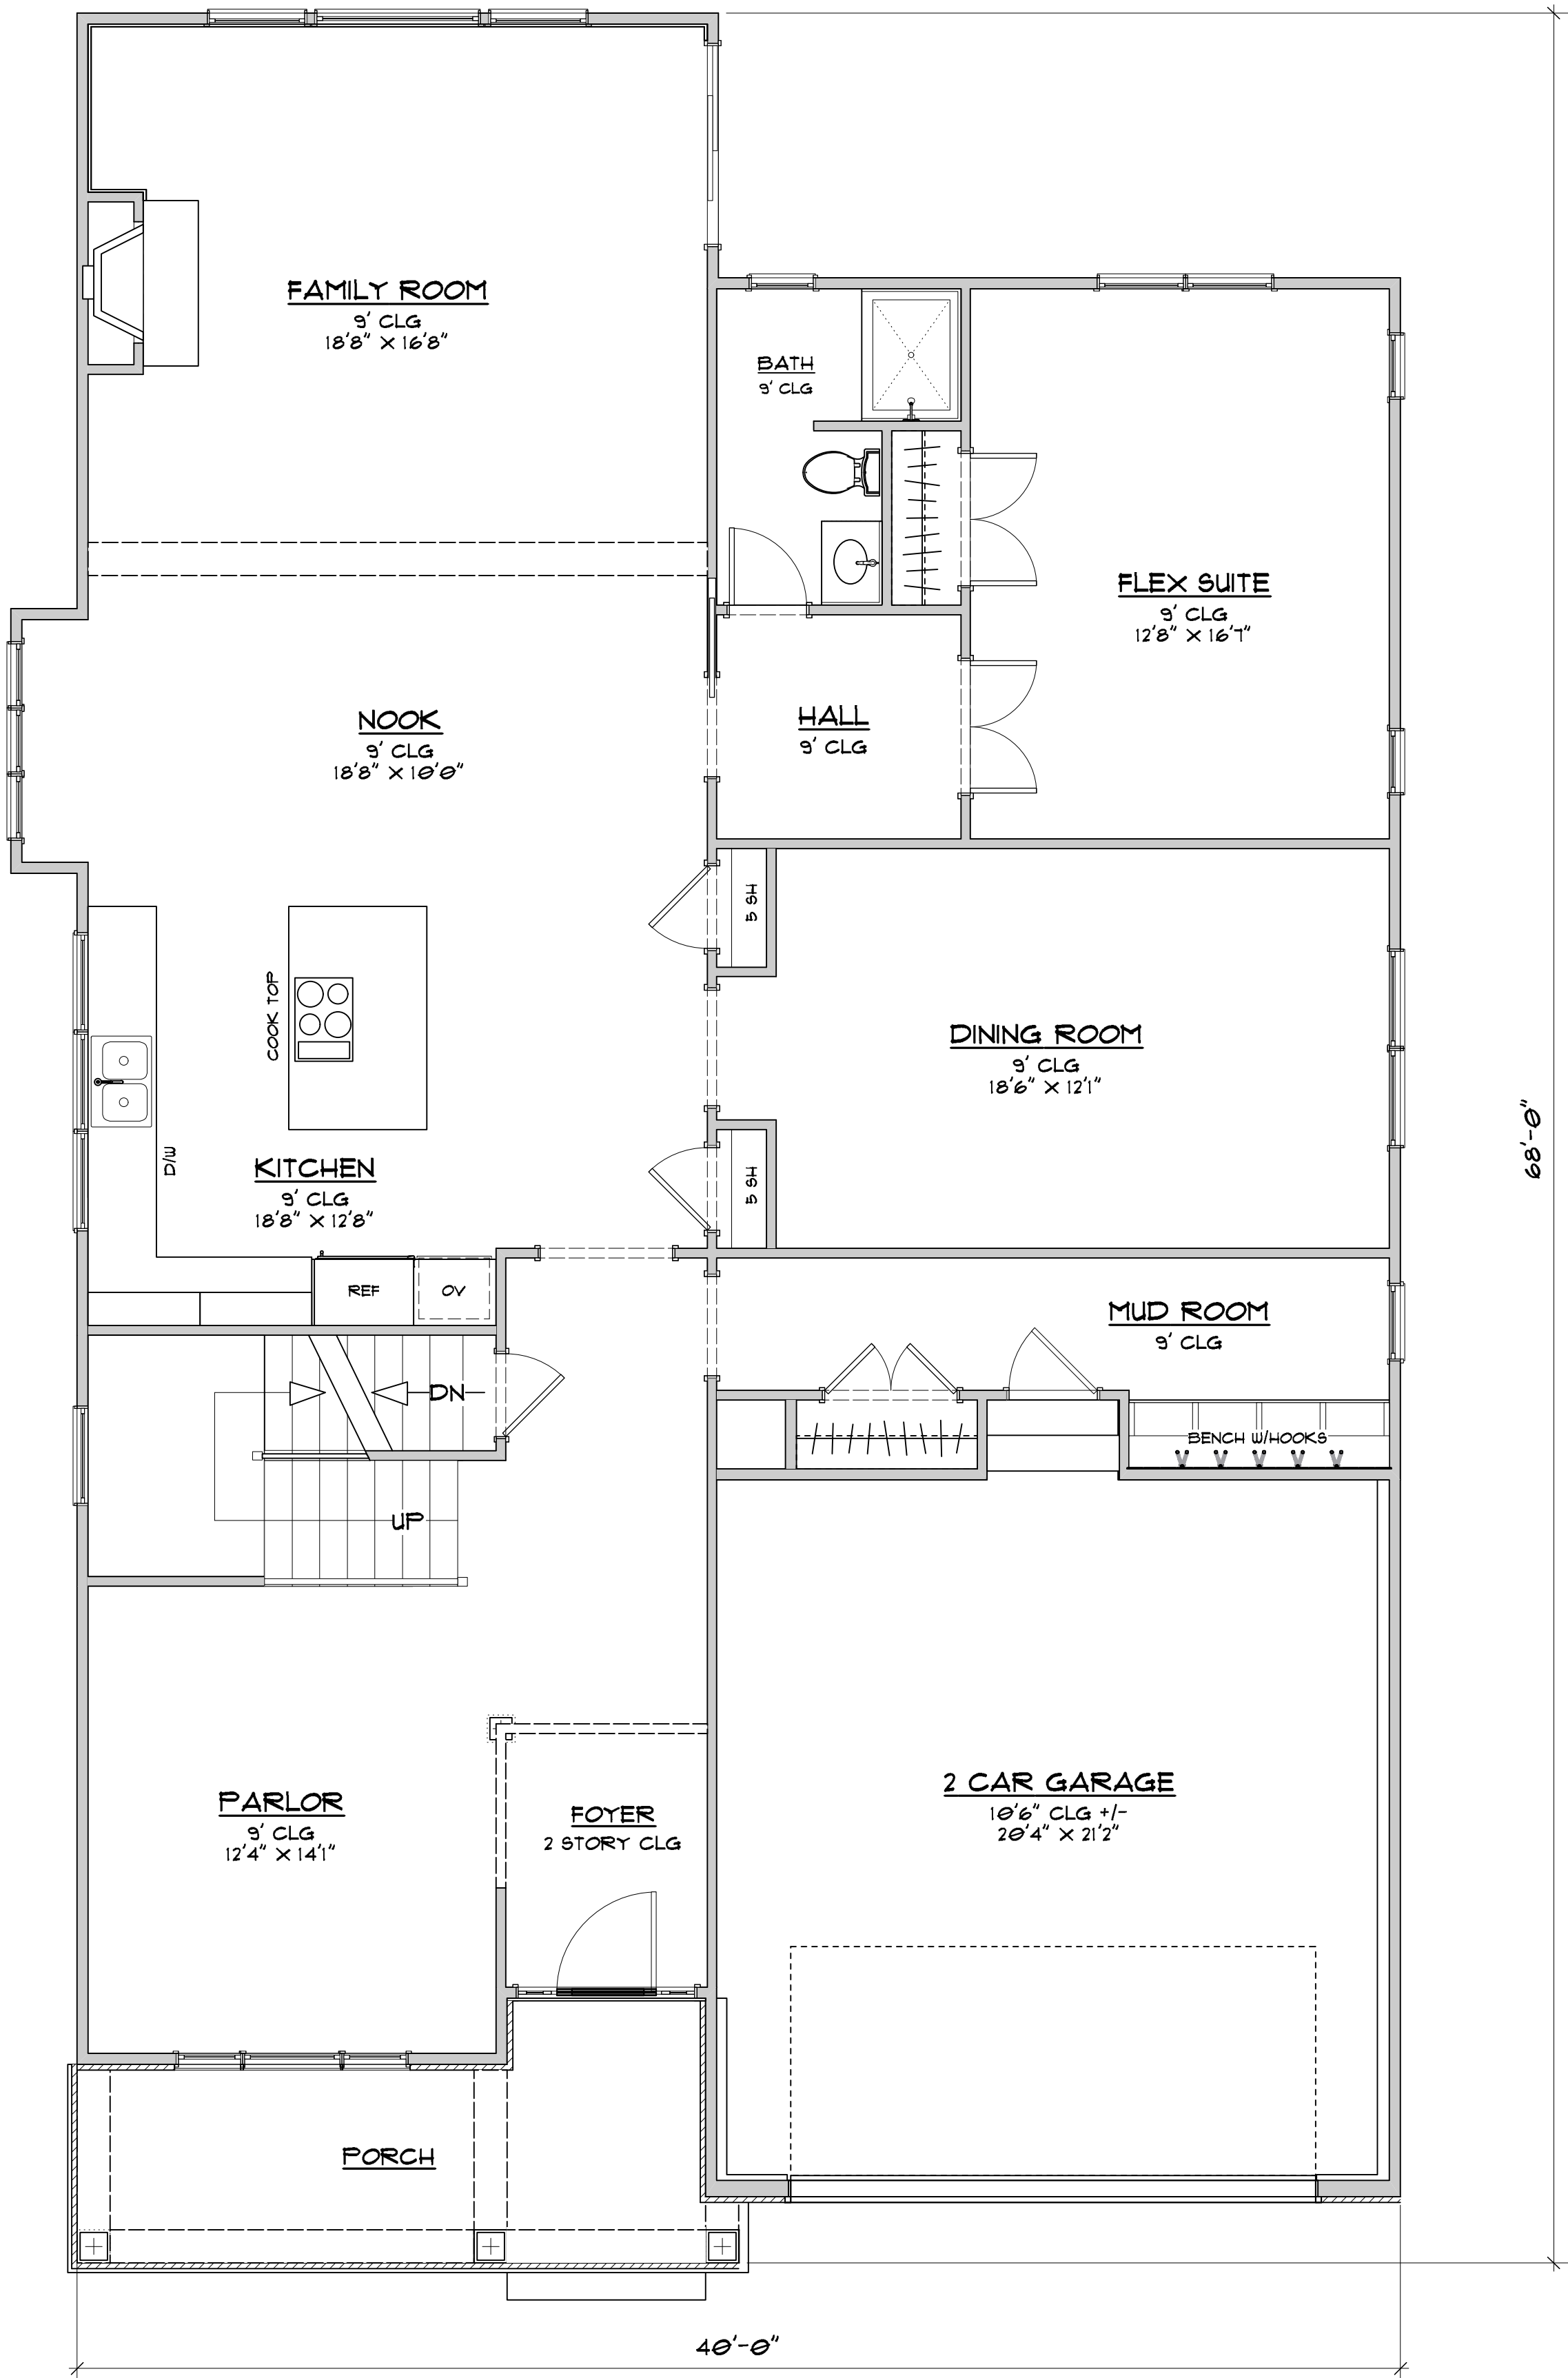 FAMILY ROOM
9' CLG
18'8" X 16'8"
BATH
9' CLG
FLEX SUITE
9' CLG
12'8" X 16'7"
NOOK
9' CLG
18'8" X 10'0"
HALL
9' CLG
5 SH
COOK TOP
DINING ROOM
9' CLG
18'6" X 12'1"
68'-0"
D/W
KITCHEN
9' CLG
18'8" X 12'8"
5 SH
REF
OV
MUD ROOM
9' CLG
DN
BENCH W/HOOKS
UP
PARLOR
9' CLG
12'4" X 14'1"
FOYER
2 STORY CLG
2 CAR GARAGE
10'6" CLG +/-
20'4" X 21'2"
PORCH
40'-0"